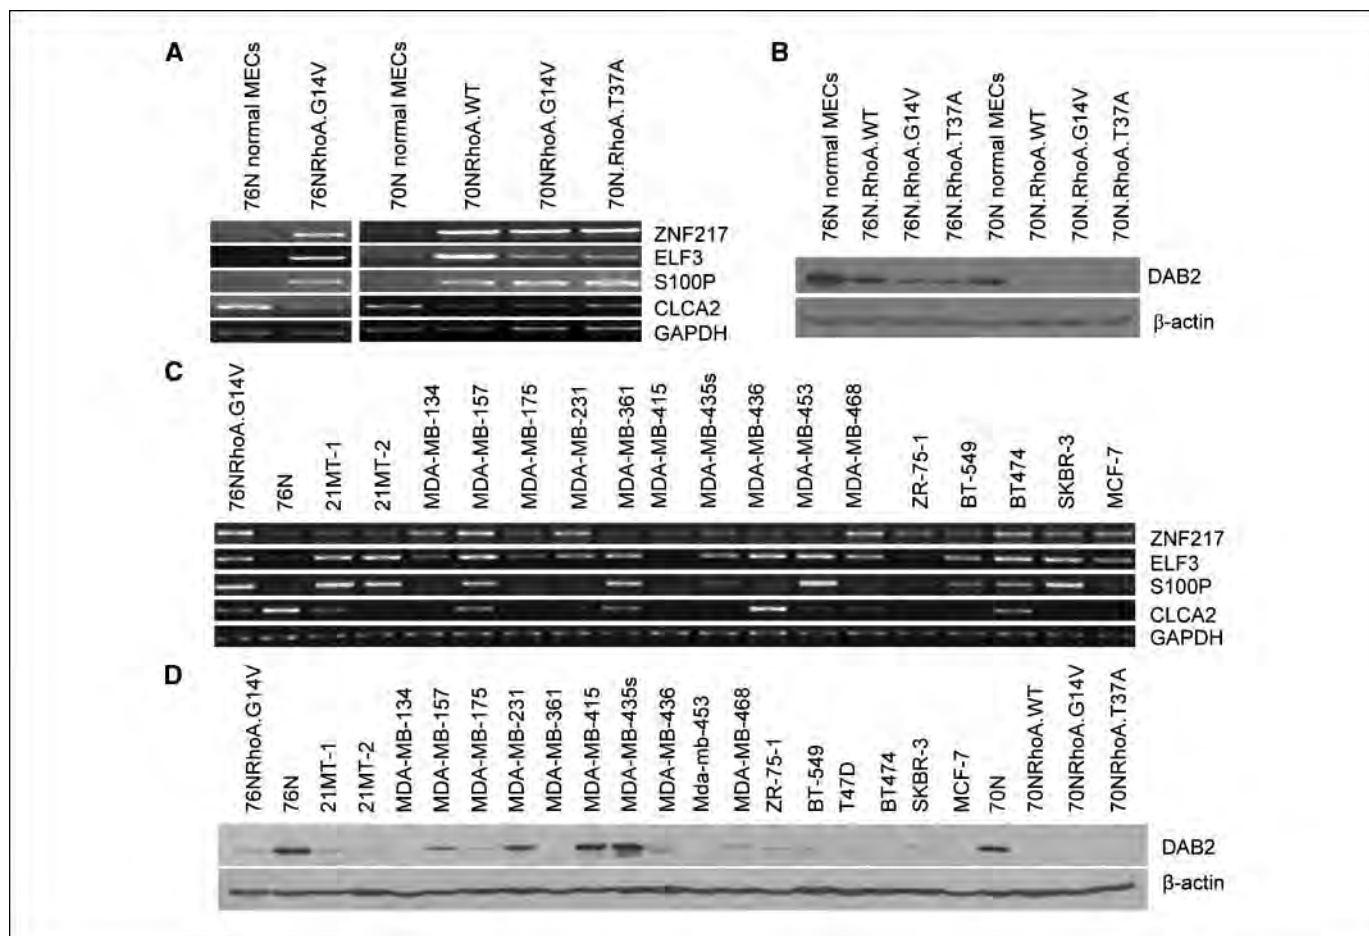 A
76N normal MECs
76NRhoA.G14V
70N normal MECs
70NRhoA.WT
70NRhoA.G14V
70N.RhoA.T37A
ZNF217
ELF3
S100P
CLCA2
GAPDH
B
76N normal MECs
76N.RhoA.WT
76N.RhoA.G14V
76N.RhoA.T37A
70N normal MECs
70N.RhoA.WT
70N.RhoA.G14V
70N.RhoA.T37A
DAB2
β-actin
C
76NRhoA.G14V
76N
21MT-1
21MT-2
MDA-MB-134
MDA-MB-157
MDA-MB-175
MDA-MB-231
MDA-MB-361
MDA-MB-415
MDA-MB-435s
MDA-MB-436
MDA-MB-453
MDA-MB-468
ZR-75-1
BT-549
BT474
SKBR-3
MCF-7
ZNF217
ELF3
S100P
CLCA2
GAPDH
D
76NRhoA.G14V
76N
21MT-1
21MT-2
MDA-MB-134
MDA-MB-157
MDA-MB-175
MDA-MB-231
MDA-MB-361
MDA-MB-415
MDA-MB-435s
MDA-MB-436
Mda-mb-453
MDA-MB-468
ZR-75-1
BT-549
T47D
BT474
SKBR-3
MCF-7
70N
70NRhoA.WT
70NRhoA.G14V
70NRhoA.T37A
DAB2
β-actin